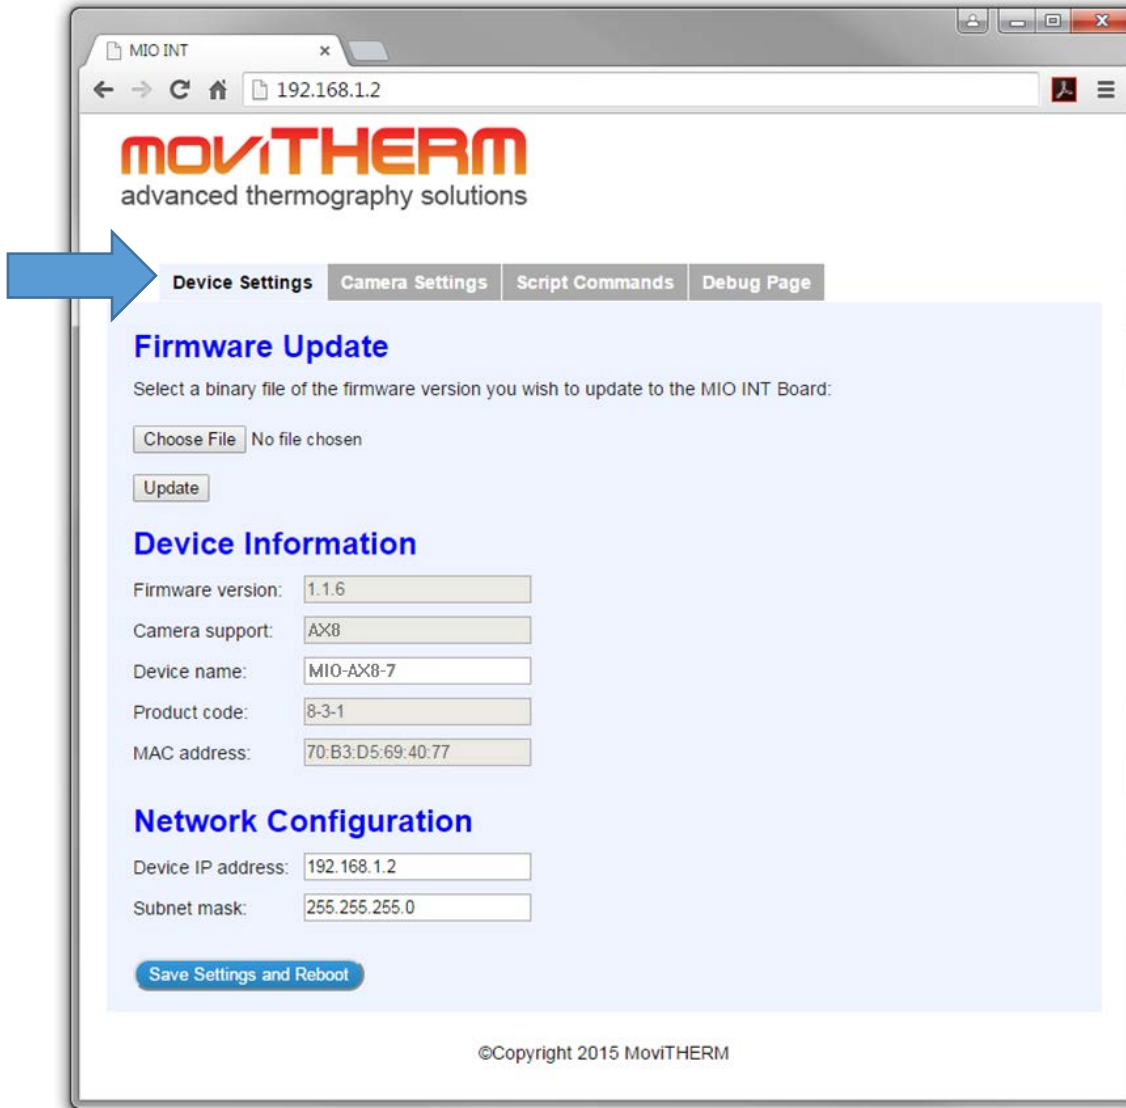 MIO INT
192.168.1.2
moviTHERM
advanced thermography solutions
Device Settings Camera Settings Script Commands Debug Page
Firmware Update
Select a binary file of the firmware version you wish to update to the MIO INT Board:
Choose File No file chosen
Update
Device Information
Firmware version: 1.1.6
Camera support: AX8
Device name: MIO-AX8-7
Product code: 8-3-1
MAC address: 70:B3:D5:69:40:77
Network Configuration
Device IP address: 192.168.1.2
Subnet mask: 255.255.255.0
Save Settings and Reboot
©Copyright 2015 MoviTHERM